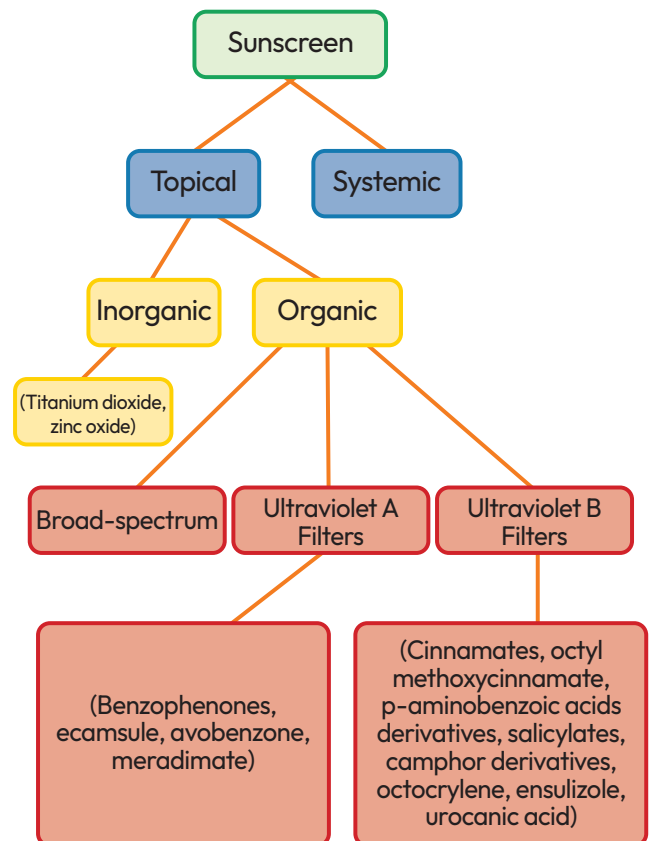 Sunscreen
Topical
Systemic
Inorganic
Organic
(Titanium dioxide,
zinc oxide)
Broad-spectrum
Ultraviolet A
Filters
Ultraviolet B
Filters
(Benzophenones,
ecamsule, avobenzone,
meradimate)
(Cinnamates, octyl
methoxycinnamate,
p-aminobenzoic acids
derivatives, salicylates,
camphor derivatives,
octocrylene, ensulizole,
urocanic acid)